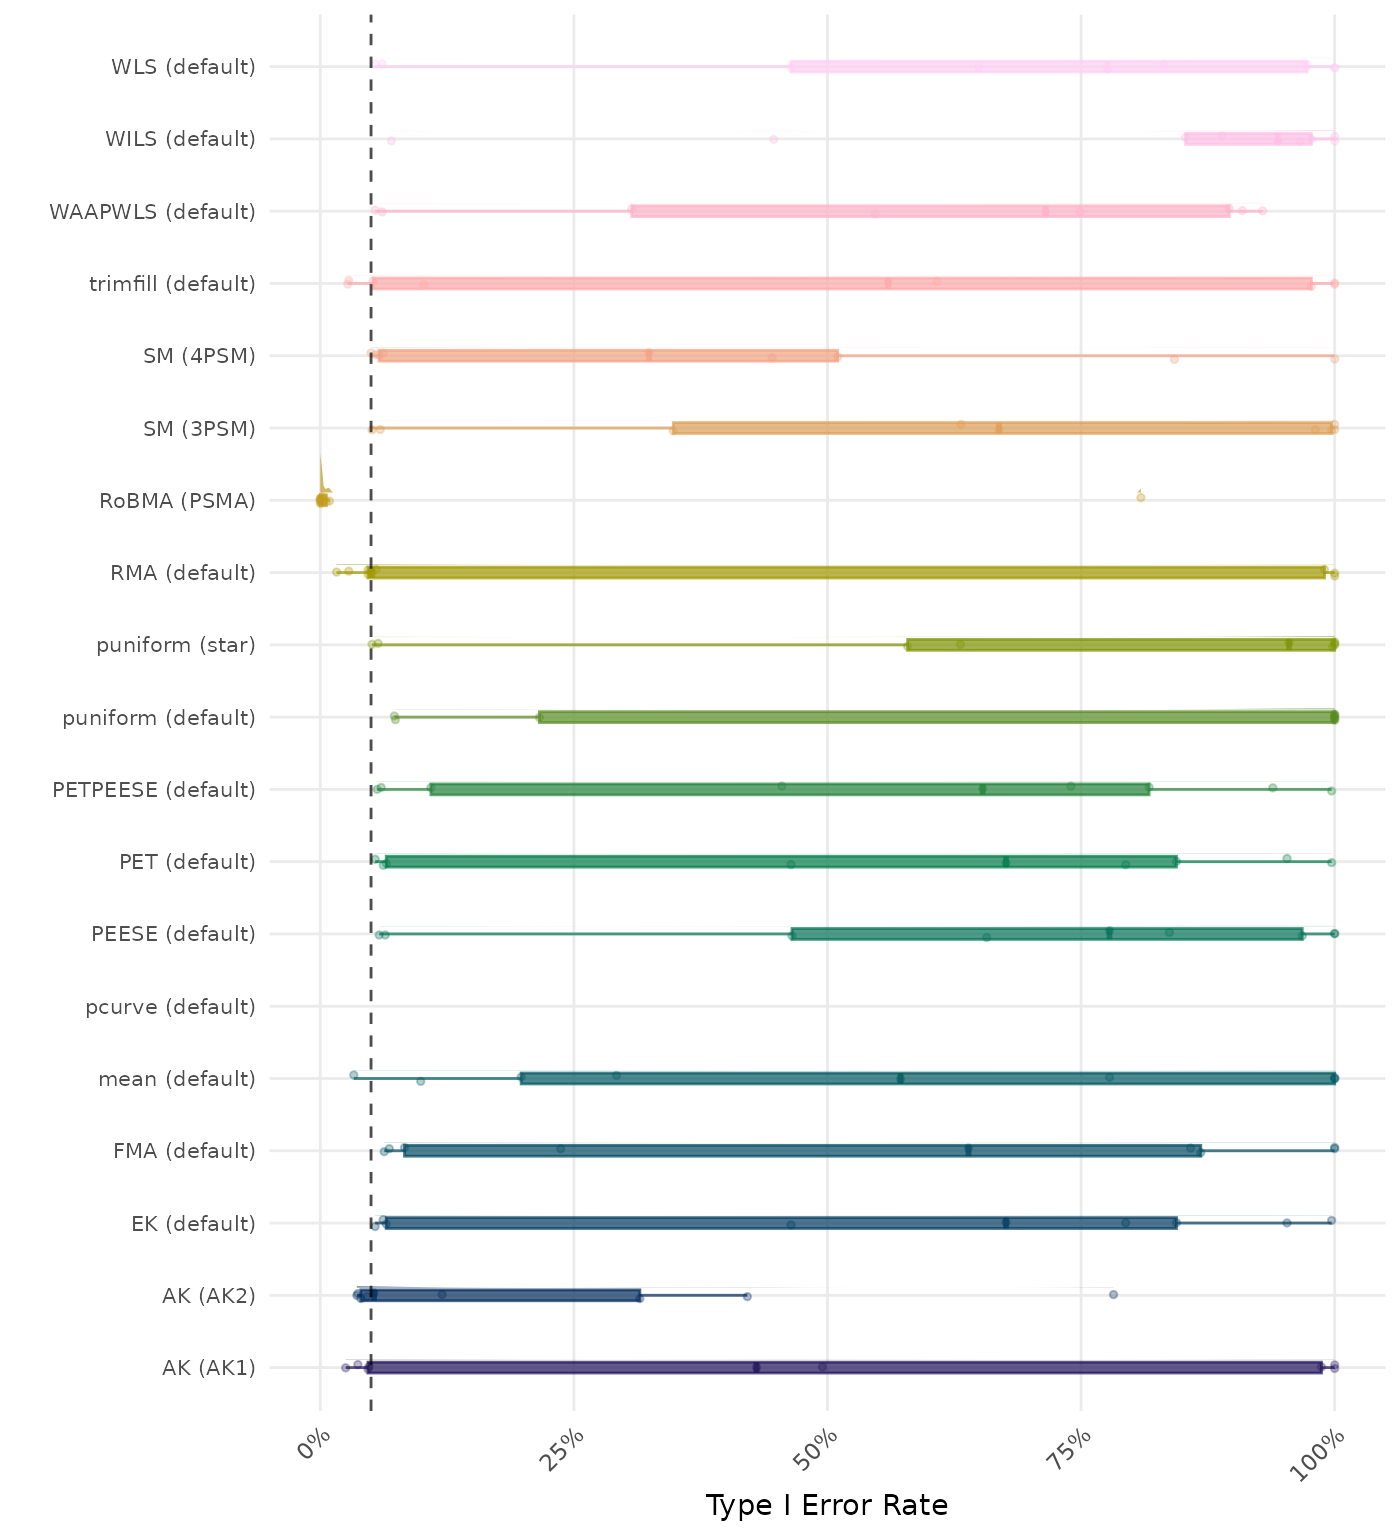 WLS (default)
WILS (default)
WAAPWLS (default)
trimfill (default)
SM (4PSM)
SM (3PSM)
RoBMA (PSMA)
RMA (default)
puniform (star)
puniform (default)
PETPEESE (default)
PET (default)
PEESE (default)
pcurve (default)
mean (default)
FMA (default)
EK (default)
AK (AK2)
AK (AK1)
0% 25% 50% 75% 100%
Type I Error Rate